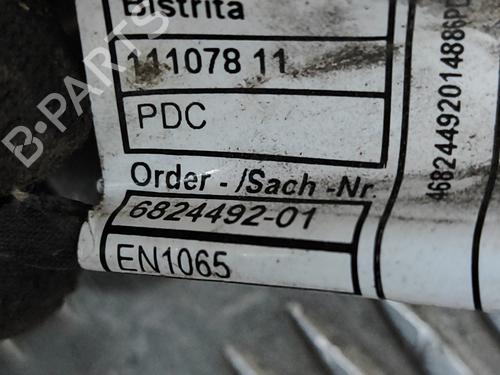 Bistrita
111078 11
PDC
Order - /Sach -Nr.
6824492-01
EN1065
B-PARTS